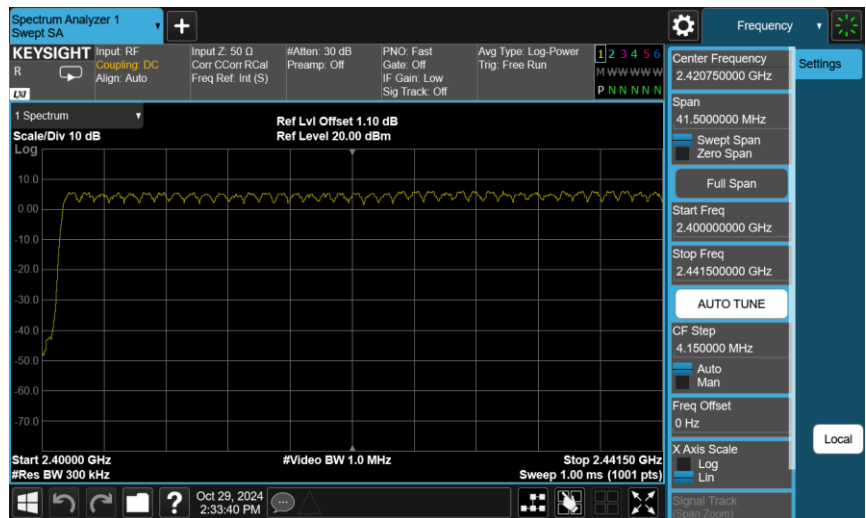 Spectrum Analyzer 1
Swept SA
+
Frequency
KEYSIGHT
R
LXI
Input: RF
Coupling: DC
Align: Auto
Input Z: 50 Ω
Corr CCorr RCal
Freq Ref: Int (S)
#Atten: 30 dB
Preamp: Off
PNO: Fast
Gate: Off
IF Gain: Low
Sig Track: Off
Avg Type: Log-Power
Trig: Free Run
1 2 3 4 5 6
M W W W W W
P N N N N N
Center Frequency
2.420750000 GHz
Settings
Span
41.5000000 MHz
Swept Span
Zero Span
Full Span
Start Freq
2.400000000 GHz
Stop Freq
2.441500000 GHz
AUTO TUNE
CF Step
4.150000 MHz
Auto
Man
Freq Offset
0 Hz
X Axis Scale
Log
Lin
Signal Track
(Span Zoom)
Local
1 Spectrum
Scale/Div 10 dB
Ref Lvl Offset 1.10 dB
Ref Level 20.00 dBm
Log
10.0
0.00
-10.0
-20.0
-30.0
-40.0
-50.0
-60.0
-70.0
Start 2.40000 GHz
#Video BW 1.0 MHz
Stop 2.44150 GHz
#Res BW 300 kHz
Sweep 1.00 ms (1001 pts)
?
Oct 29, 2024
2:33:40 PM